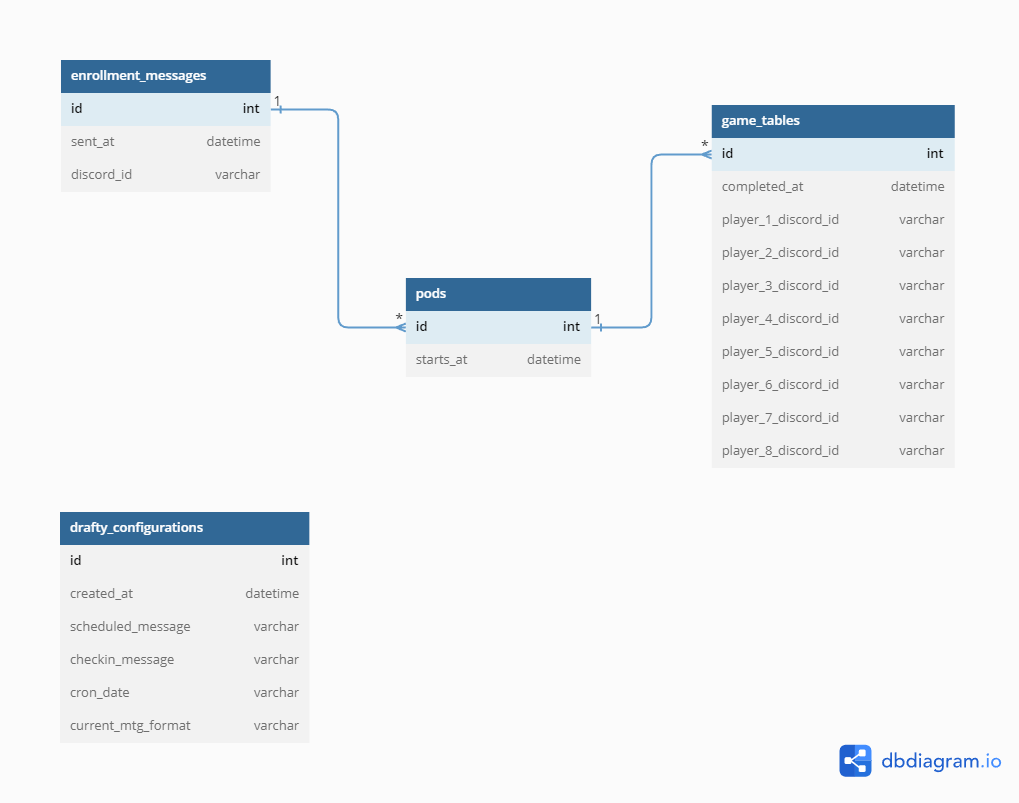 enrollment_messages
id int
sent_at datetime
discord_id varchar
1
*
pods
id int
starts_at datetime
1
*
game_tables
id int
completed_at datetime
player_1_discord_id varchar
player_2_discord_id varchar
player_3_discord_id varchar
player_4_discord_id varchar
player_5_discord_id varchar
player_6_discord_id varchar
player_7_discord_id varchar
player_8_discord_id varchar
drafty_configurations
id int
created_at datetime
scheduled_message varchar
checkin_message varchar
cron_date varchar
current_mtg_format varchar
dbdiagram.io